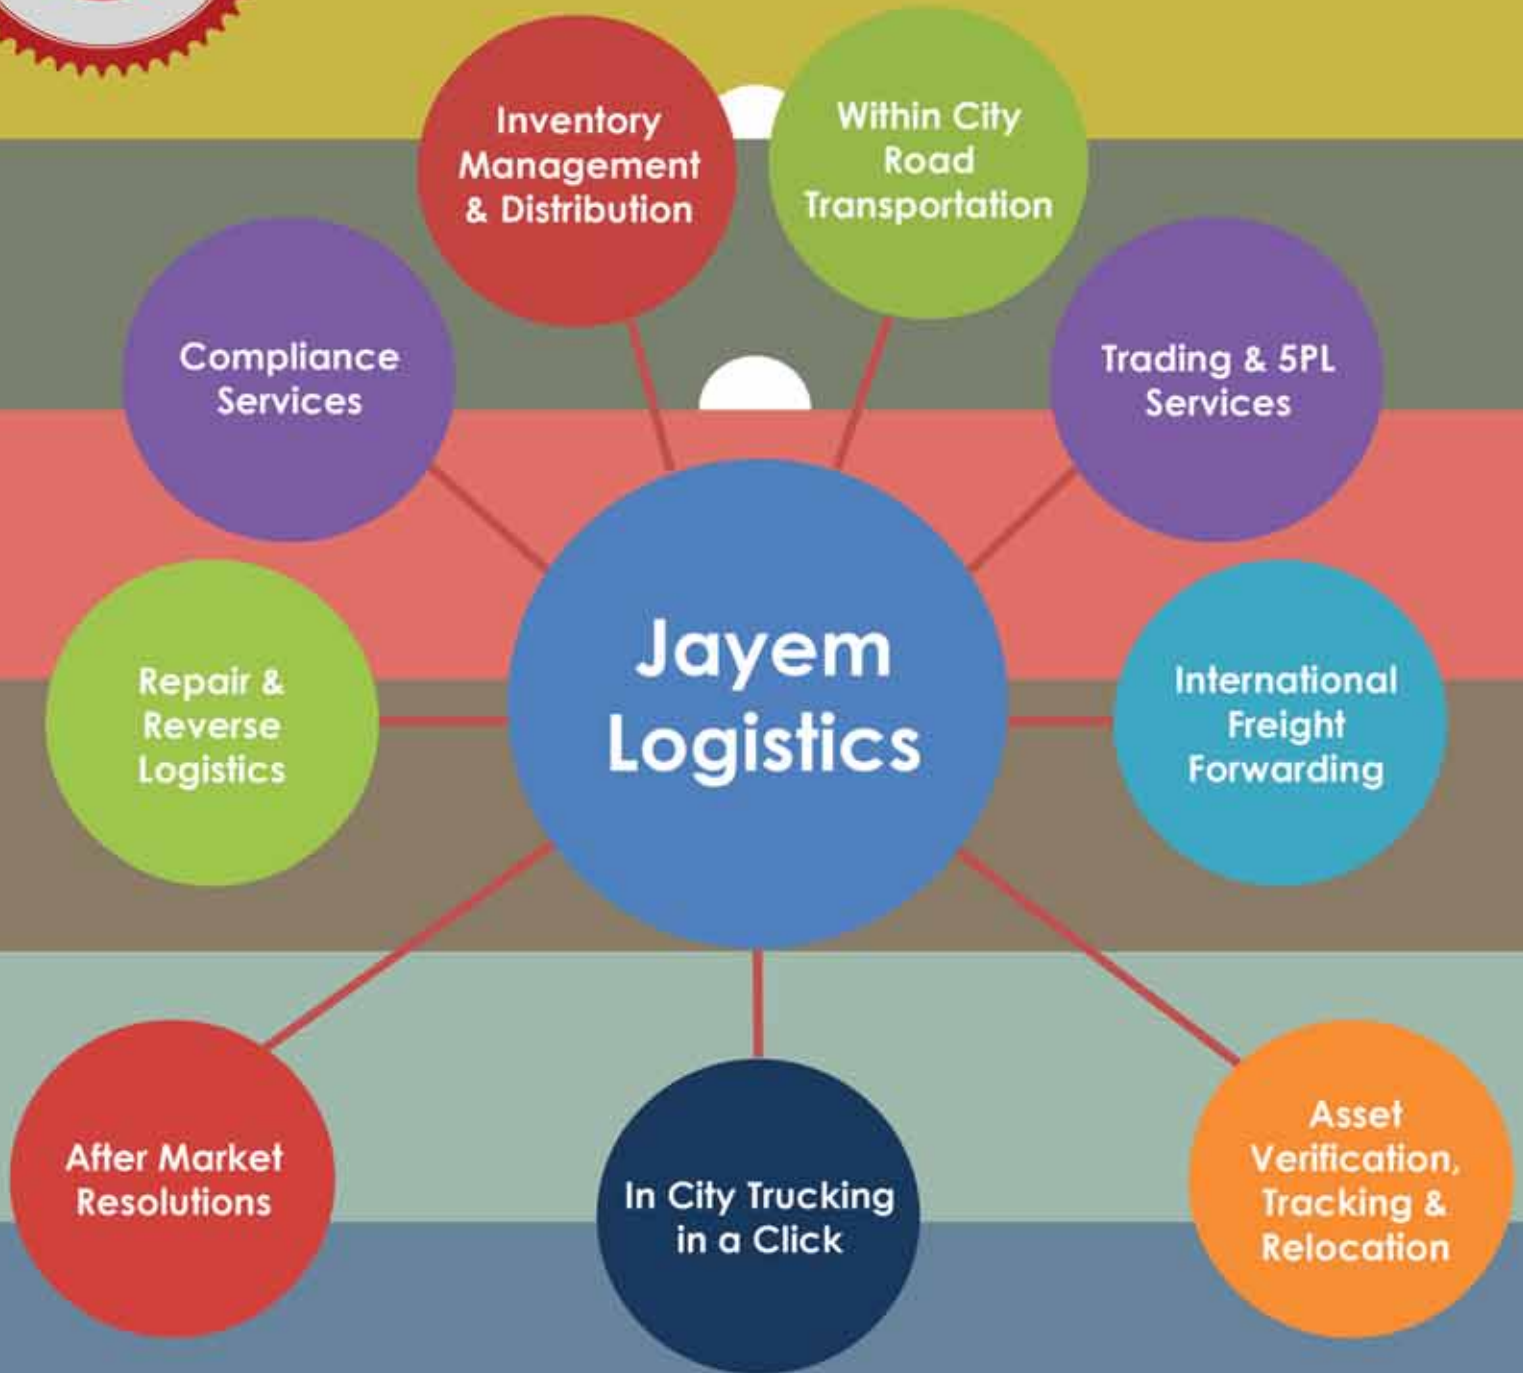 Inventory
Management
& Distribution
Within City
Road
Transportation
Compliance
Services
Trading & 5PL
Services
Jayem
Logistics
Repair &
Reverse
Logistics
International
Freight
Forwarding
After Market
Resolutions
In City Trucking
in a Click
Asset
Verification,
Tracking &
Relocation